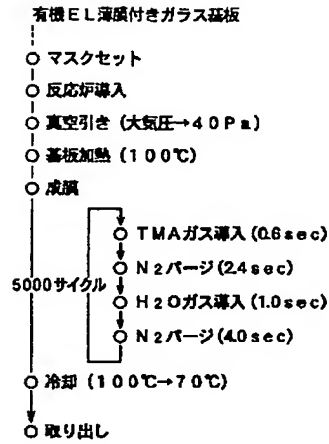 有機EL薄膜付きガラス基板
マスクセット
反応炉導入
真空引き（大気圧→40Pa）
基板加熱（100℃）
成膜
TMAガス導入(0.6sec)
N2パージ(2.4sec)
5000サイクル
H2Oガス導入(1.0sec)
N2パージ(4.0sec)
冷却（100℃→70℃）
取り出し